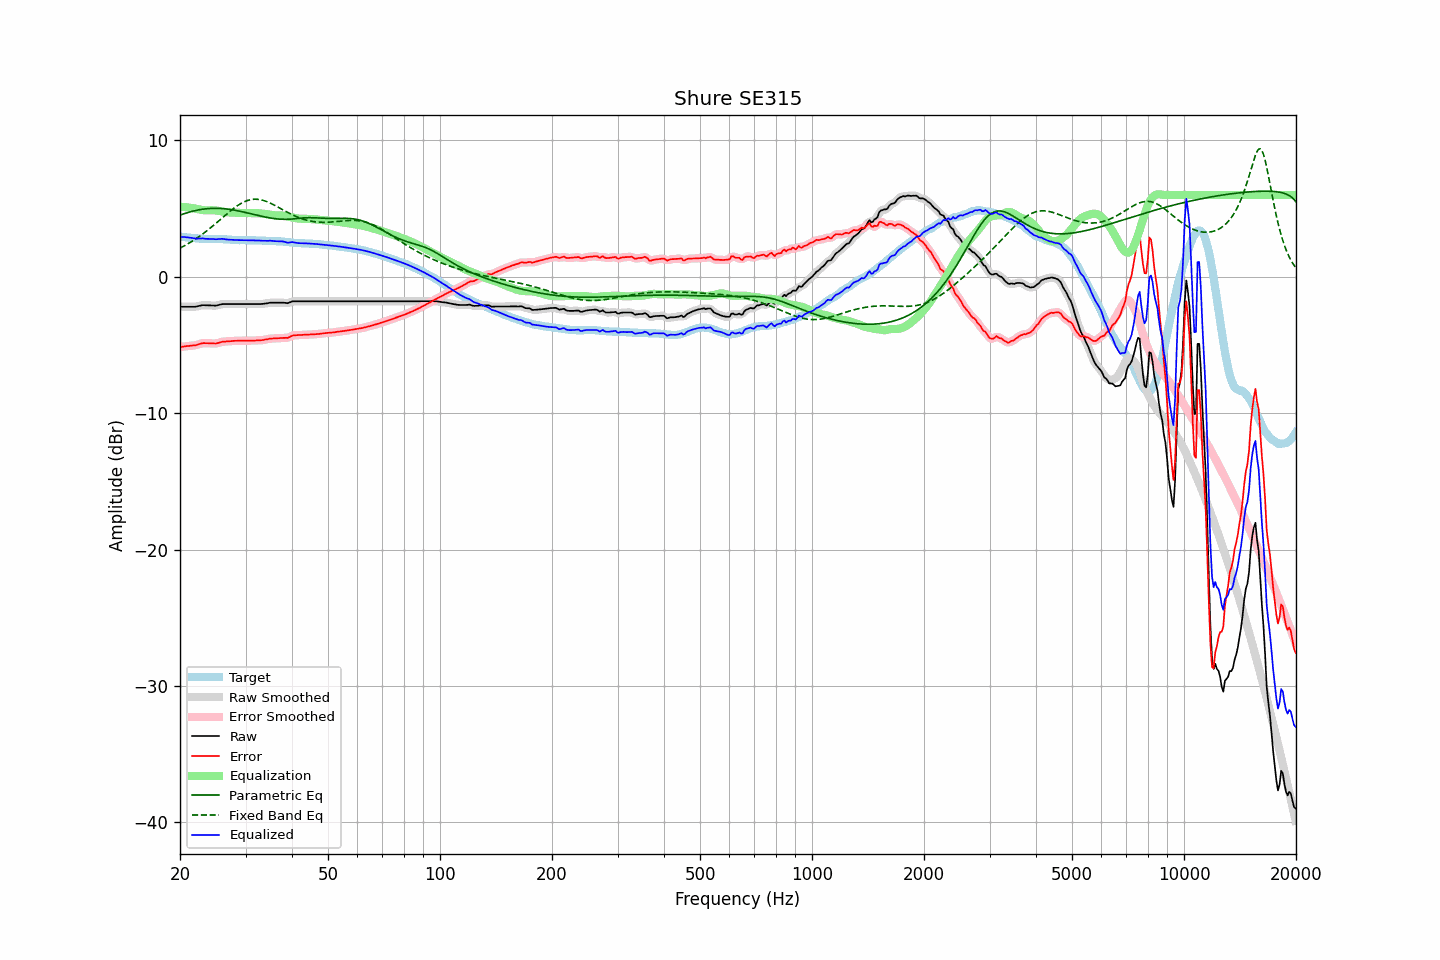 Shure SE315
Amplitude (dBr)
10
0
−10
−20
−30
−40
Target
Raw Smoothed
Error Smoothed
Raw
Error
Equalization
Parametric Eq
Fixed Band Eq
Equalized
20 50 100 200 500 1000 2000 5000 10000 20000
Frequency (Hz)